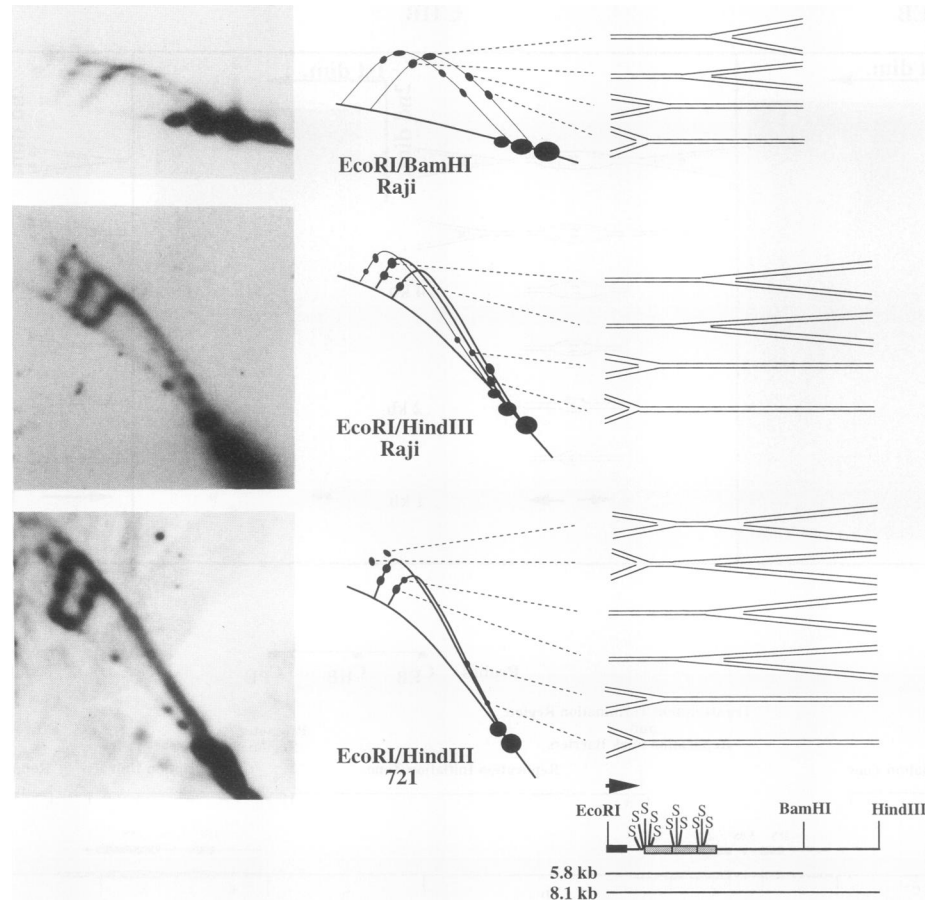 EcoRI/BamHI
Raji
EcoRI/HindIII
Raji
EcoRI/HindIII
721
EcoRI
S
S S S S
S S S S S S S
BamHI
HindIII
5.8 kb
8.1 kb